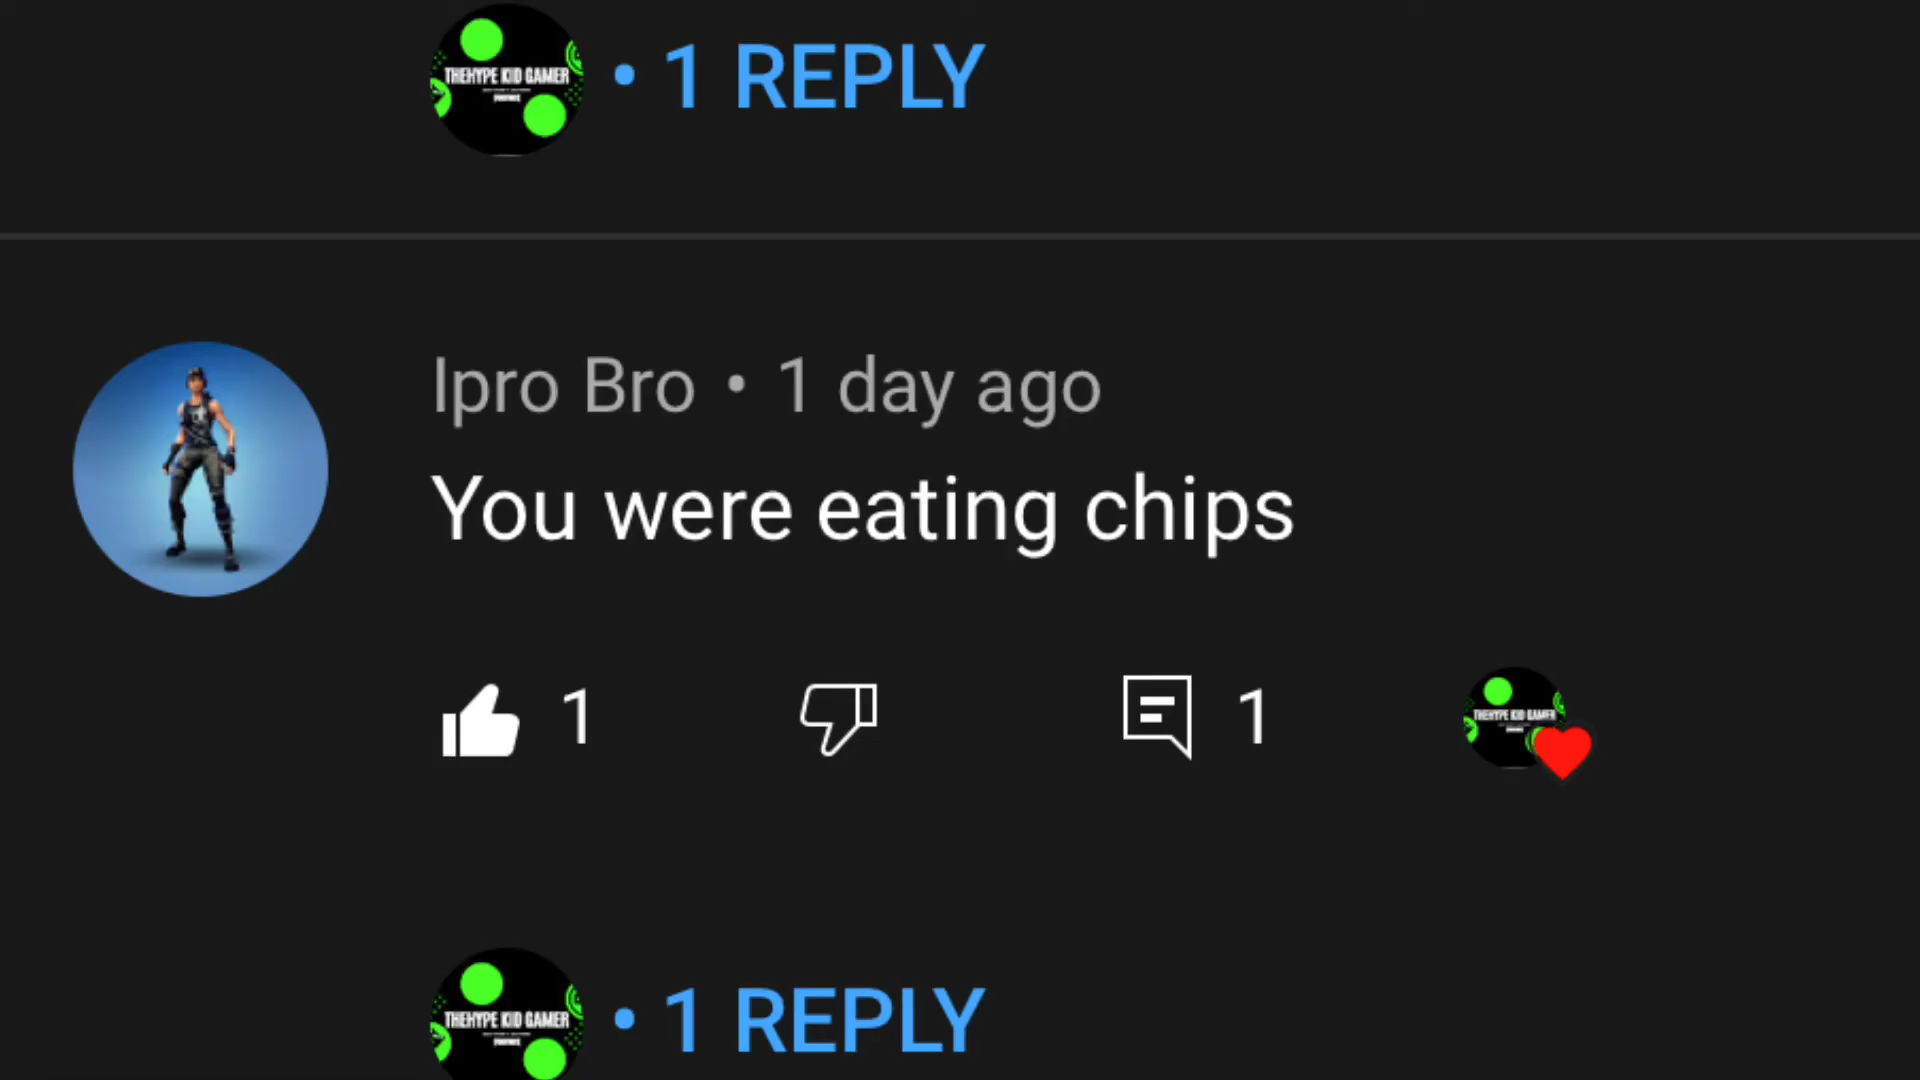 THEHYPE KID GAMER
• 1 REPLY
Ipro Bro • 1 day ago
You were eating chips
1
1
THEHYPE KID GAMER
THEHYPE KID GAMER
• 1 REPLY